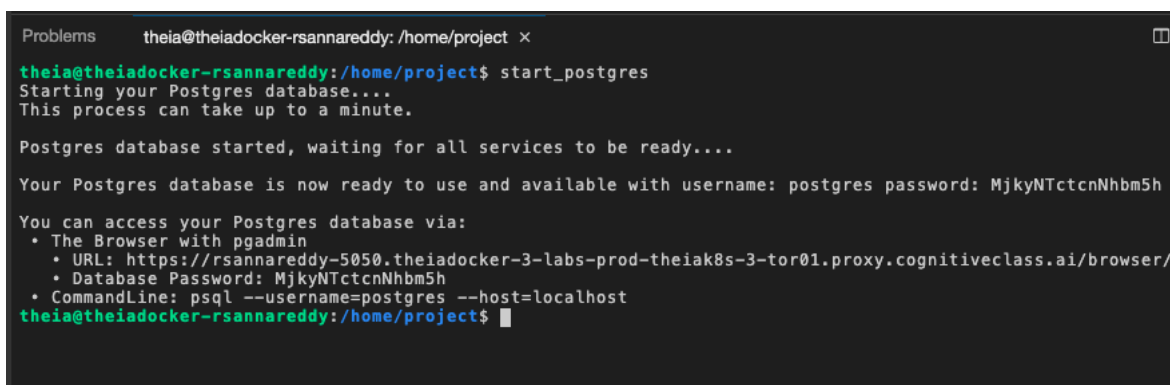 Problems theia@theiadocker-rsannareddy: /home/project ×
theia@theiadocker-rsannareddy:/home/project$ start_postgres
Starting your Postgres database....
This process can take up to a minute.
Postgres database started, waiting for all services to be ready....
Your Postgres database is now ready to use and available with username: postgres password: MjkyNTctcnNhbm5h
You can access your Postgres database via:
• The Browser with pgadmin
• URL: https://rsannareddy-5050.theiadocker-3-labs-prod-theiak8s-3-tor01.proxy.cognitiveclass.ai/browser/
• Database Password: MjkyNTctcnNhbm5h
• CommandLine: psql --username=postgres --host=localhost
theia@theiadocker-rsannareddy:/home/project$